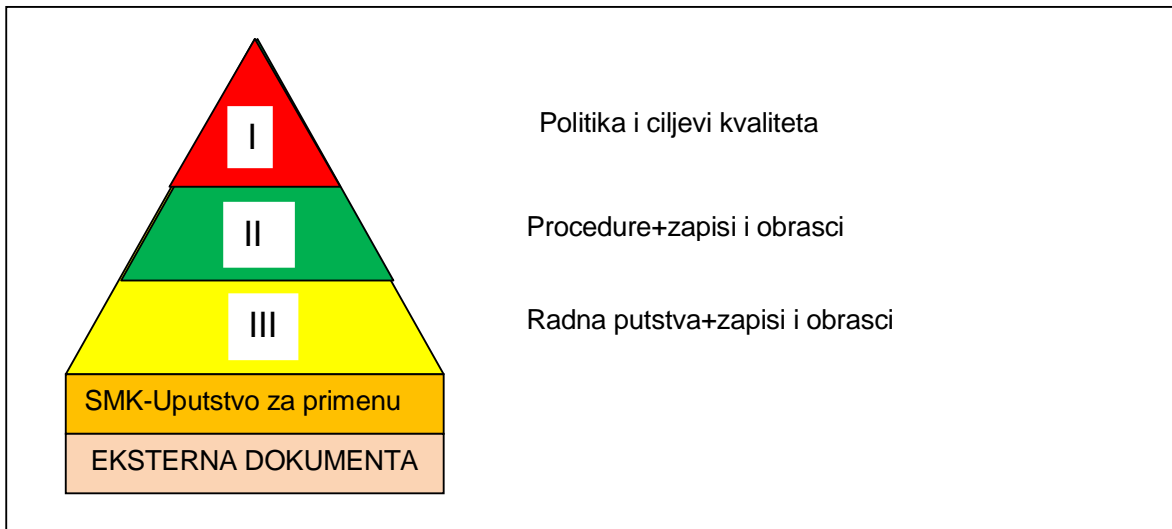 I
Politika i ciljevi kvaliteta
II
Procedure+zapisi i obrasci
III
Radna putstva+zapisi i obrasci
SMK-Uputstvo za primenu
EKSTERNA DOKUMENTA